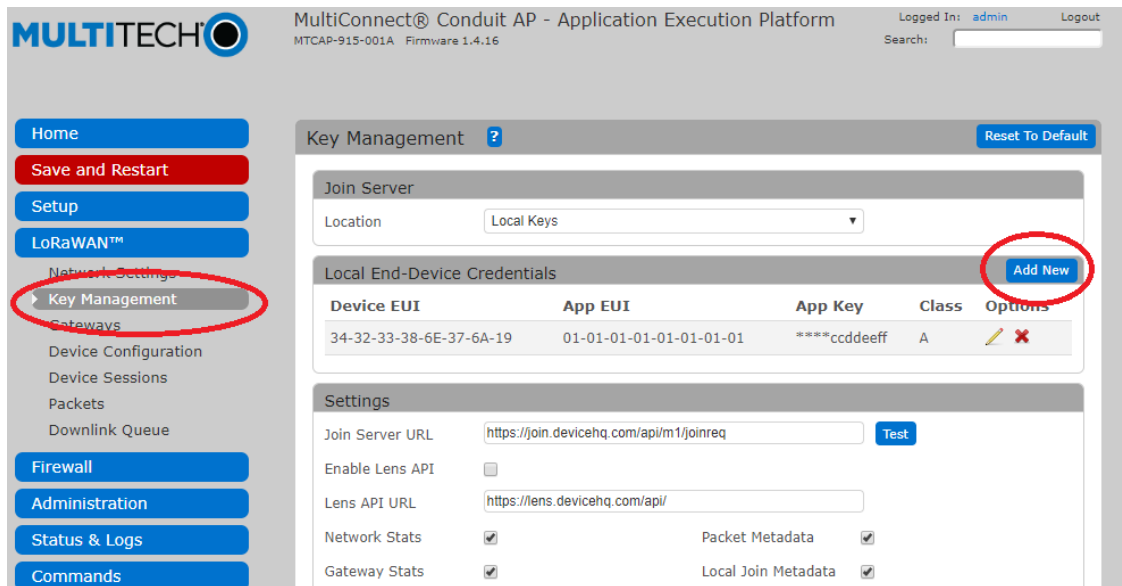 MULTITECH
MultiConnect® Conduit AP - Application Execution Platform
MTCAP-915-001A Firmware 1.4.16
Logged In: admin Logout
Search:
Home
Save and Restart
Setup
LoRaWAN™
Network Settings
Key Management
Gateways
Device Configuration
Device Sessions
Packets
Downlink Queue
Firewall
Administration
Status & Logs
Commands
Key Management ?
Reset To Default
Join Server
Location Local Keys
Local End-Device Credentials
Add New
Device EUI App EUI App Key Class Options
34-32-33-38-6E-37-6A-19 01-01-01-01-01-01-01-01 ****ccddeeff A
Settings
Join Server URL https://join.devicehq.com/api/m1/joinreq Test
Enable Lens API
Lens API URL https://lens.devicehq.com/api/
Network Stats Packet Metadata
Gateway Stats Local Join Metadata